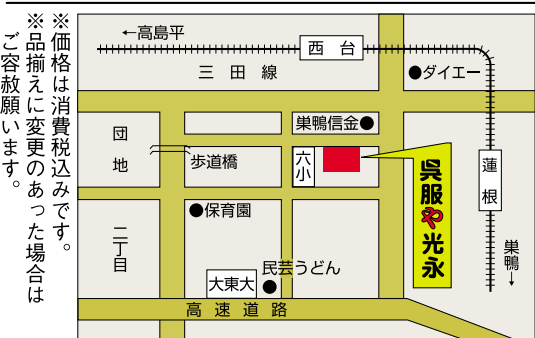 ※価格は消費税込みです。
※品揃えに変更のあった場合は
ご容赦願います。
←高島平
西台
三田線
●ダイエー
巣鴨信金●
団地
歩道橋
六小
蓮根
呉服や光永
●保育園
二丁目
巣鴨→
民芸うどん
大東大
●
高速道路